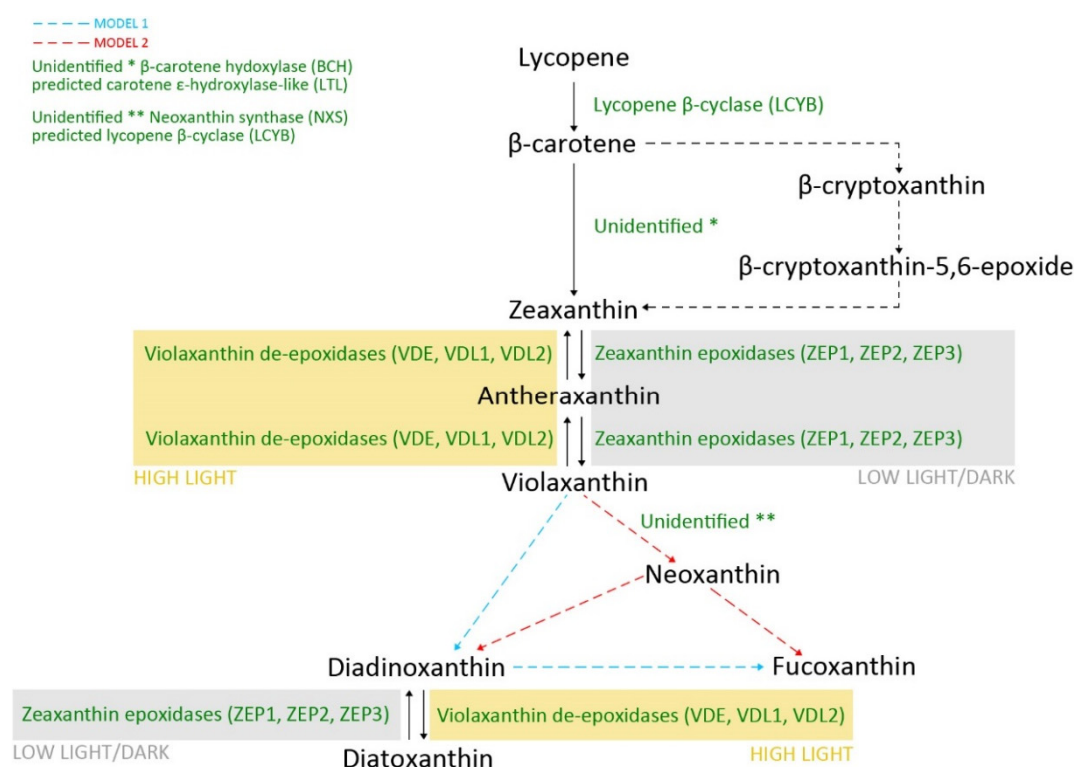 MODEL 1
MODEL 2
Unidentified * β-carotene hydoxylase (BCH)
predicted carotene ε-hydroxylase-like (LTL)
Unidentified ** Neoxanthin synthase (NXS)
predicted lycopene β-cyclase (LCYB)
Lycopene
Lycopene β-cyclase (LCYB)
β-carotene
β-cryptoxanthin
Unidentified *
β-cryptoxanthin-5,6-epoxide
Zeaxanthin
Violaxanthin de-epoxidases (VDE, VDL1, VDL2)
Zeaxanthin epoxidases (ZEP1, ZEP2, ZEP3)
Antheraxanthin
Violaxanthin de-epoxidases (VDE, VDL1, VDL2)
Zeaxanthin epoxidases (ZEP1, ZEP2, ZEP3)
HIGH LIGHT
LOW LIGHT/DARK
Violaxanthin
Unidentified **
Neoxanthin
Diadinoxanthin
Fucoxanthin
Zeaxanthin epoxidases (ZEP1, ZEP2, ZEP3)
Violaxanthin de-epoxidases (VDE, VDL1, VDL2)
LOW LIGHT/DARK
HIGH LIGHT
Diatoxanthin